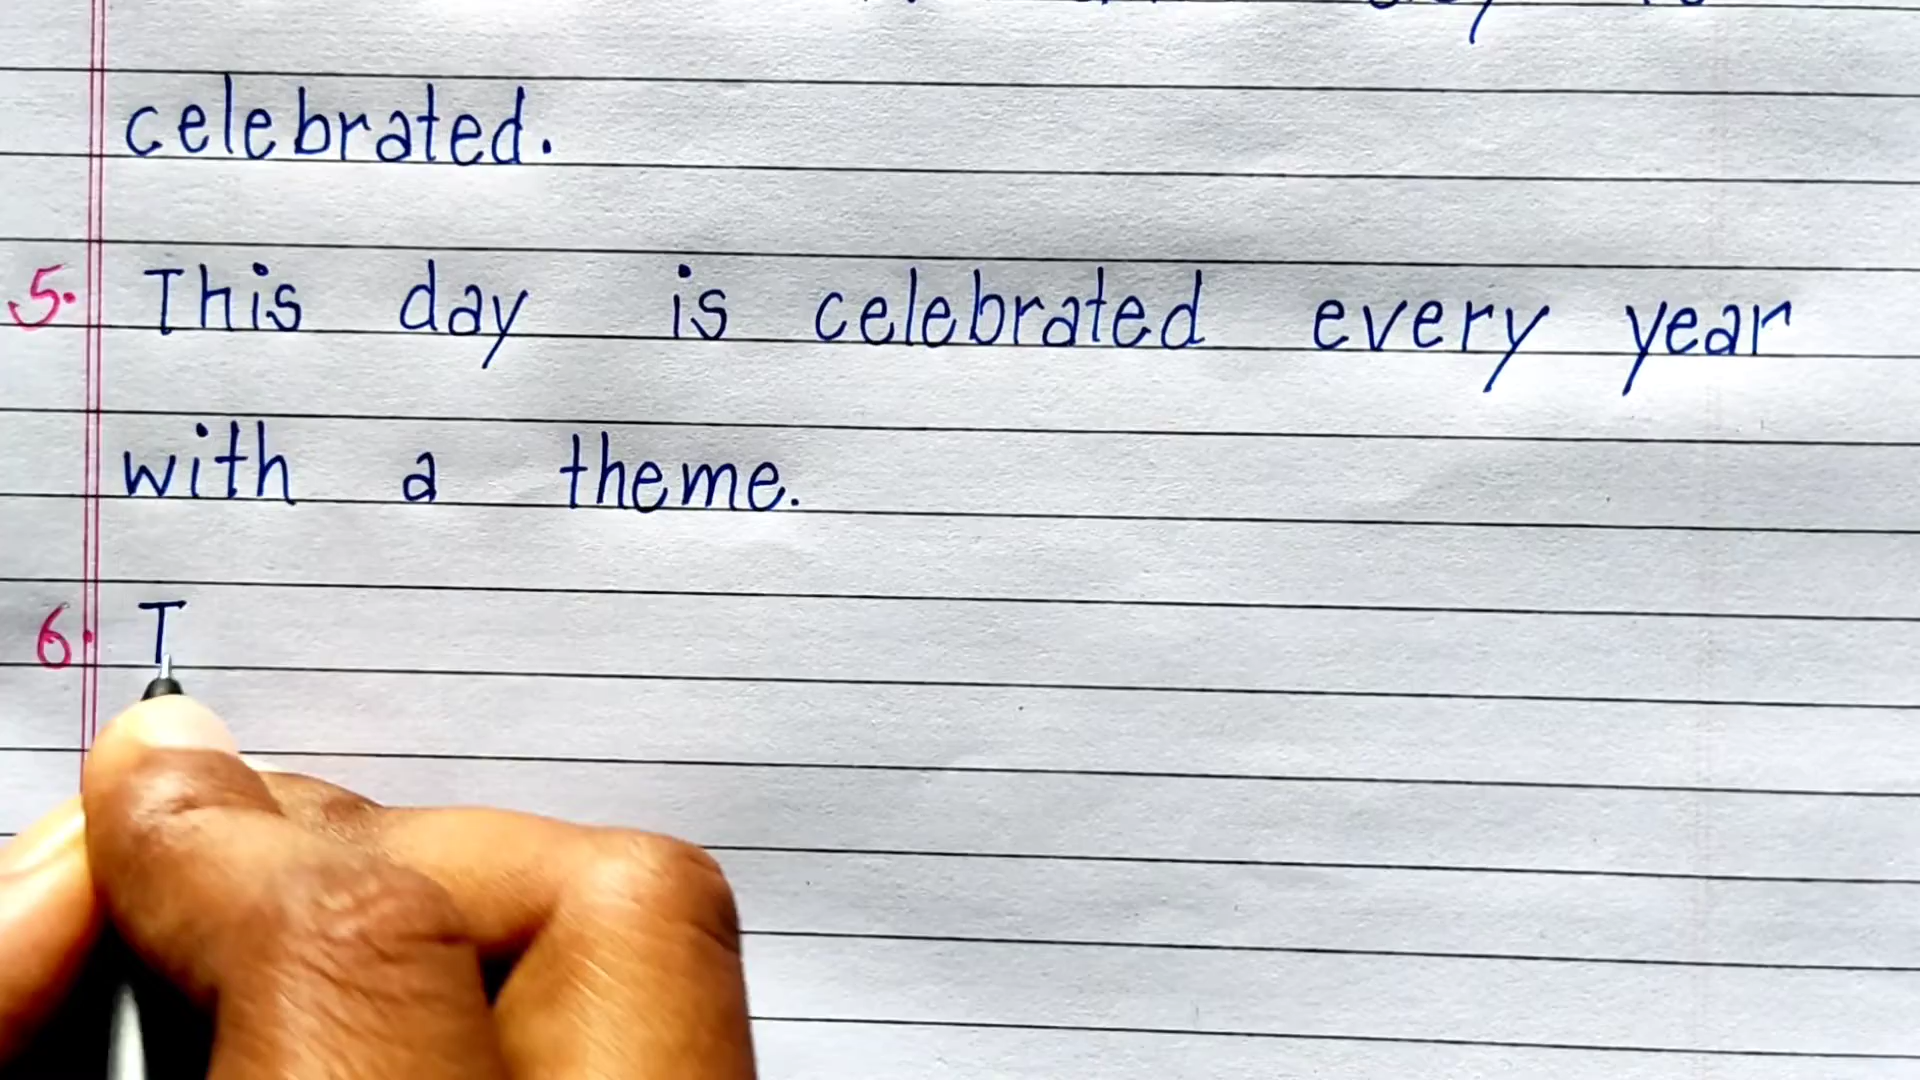 celebrated.
5. This day is celebrated every year
with a theme.
6. T